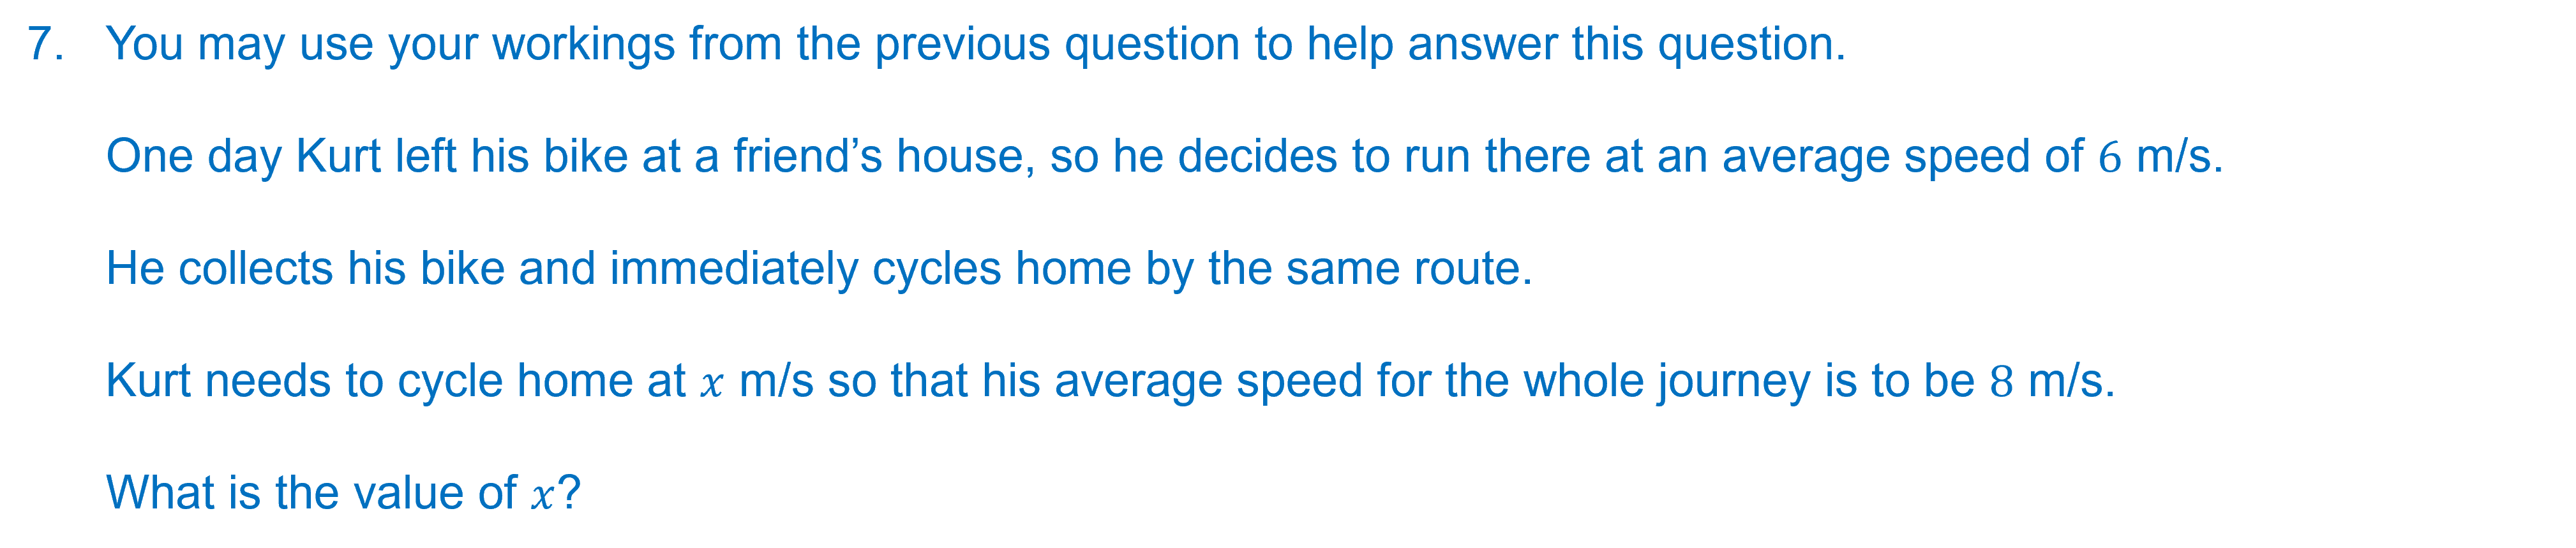 7. You may use your workings from the previous question to help answer this question.
One day Kurt left his bike at a friend’s house, so he decides to run there at an average speed of 6 m/s.
He collects his bike and immediately cycles home by the same route.
Kurt needs to cycle home at x m/s so that his average speed for the whole journey is to be 8 m/s.
What is the value of x?